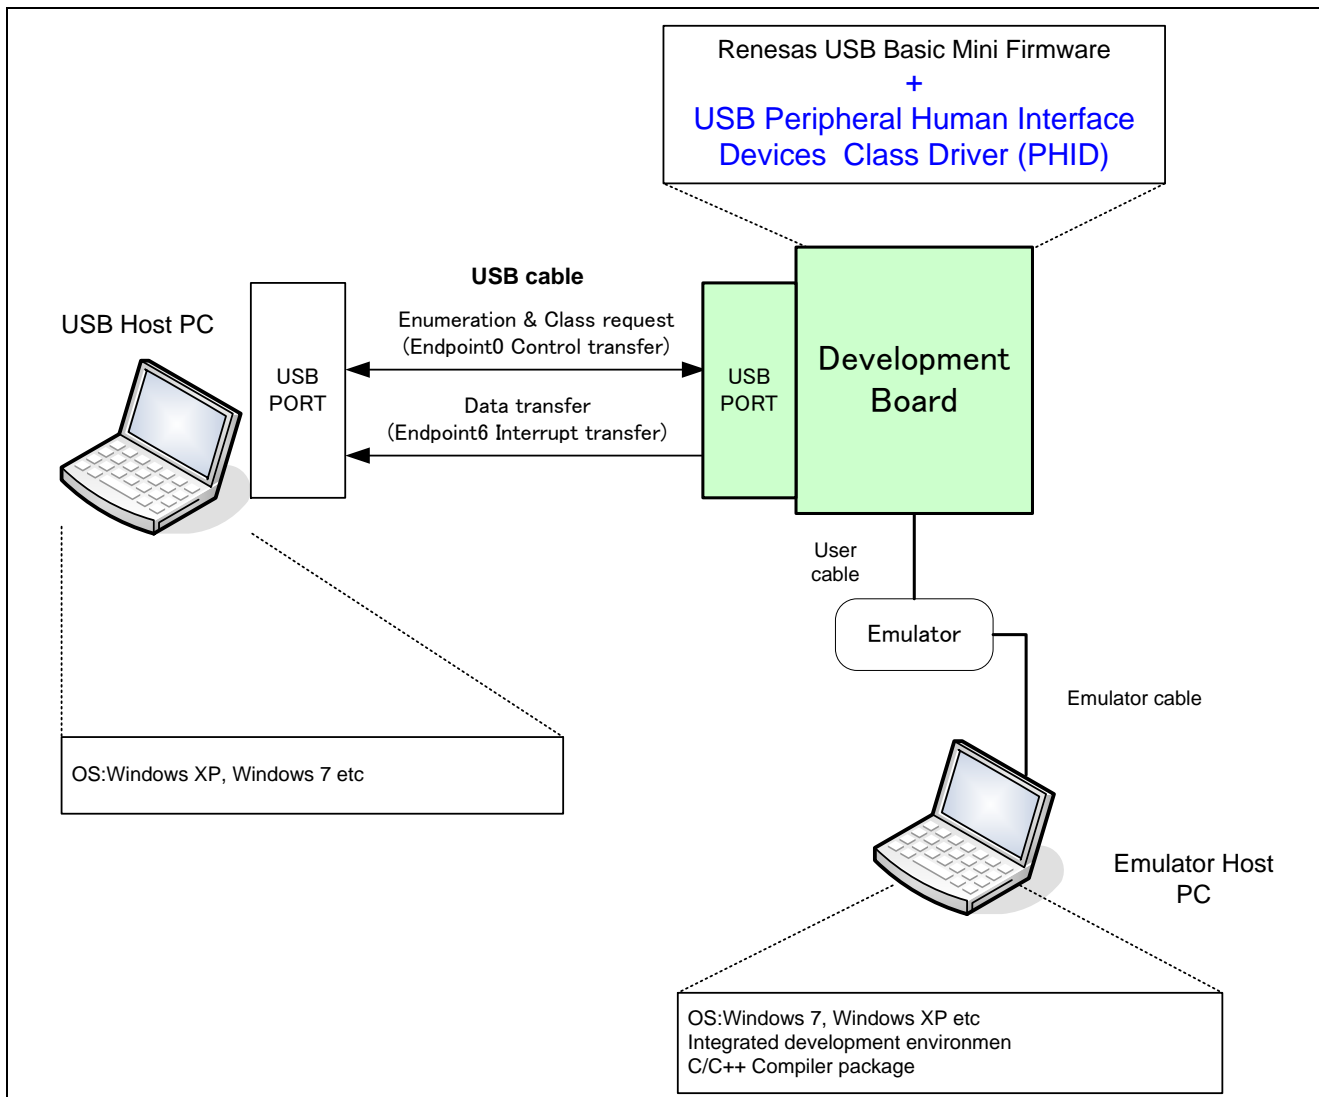 Renesas USB Basic Mini Firmware
+
USB Peripheral Human Interface
Devices Class Driver (PHID)
USB cable
USB Host PC
USB
PORT
Enumeration & Class request
(Endpoint0 Control transfer)
Data transfer
(Endpoint6 Interrupt transfer)
USB
PORT
Development
Board
User
cable
Emulator
Emulator cable
OS:Windows XP, Windows 7 etc
Emulator Host
PC
OS:Windows 7, Windows XP etc
Integrated development environmen
C/C++ Compiler package